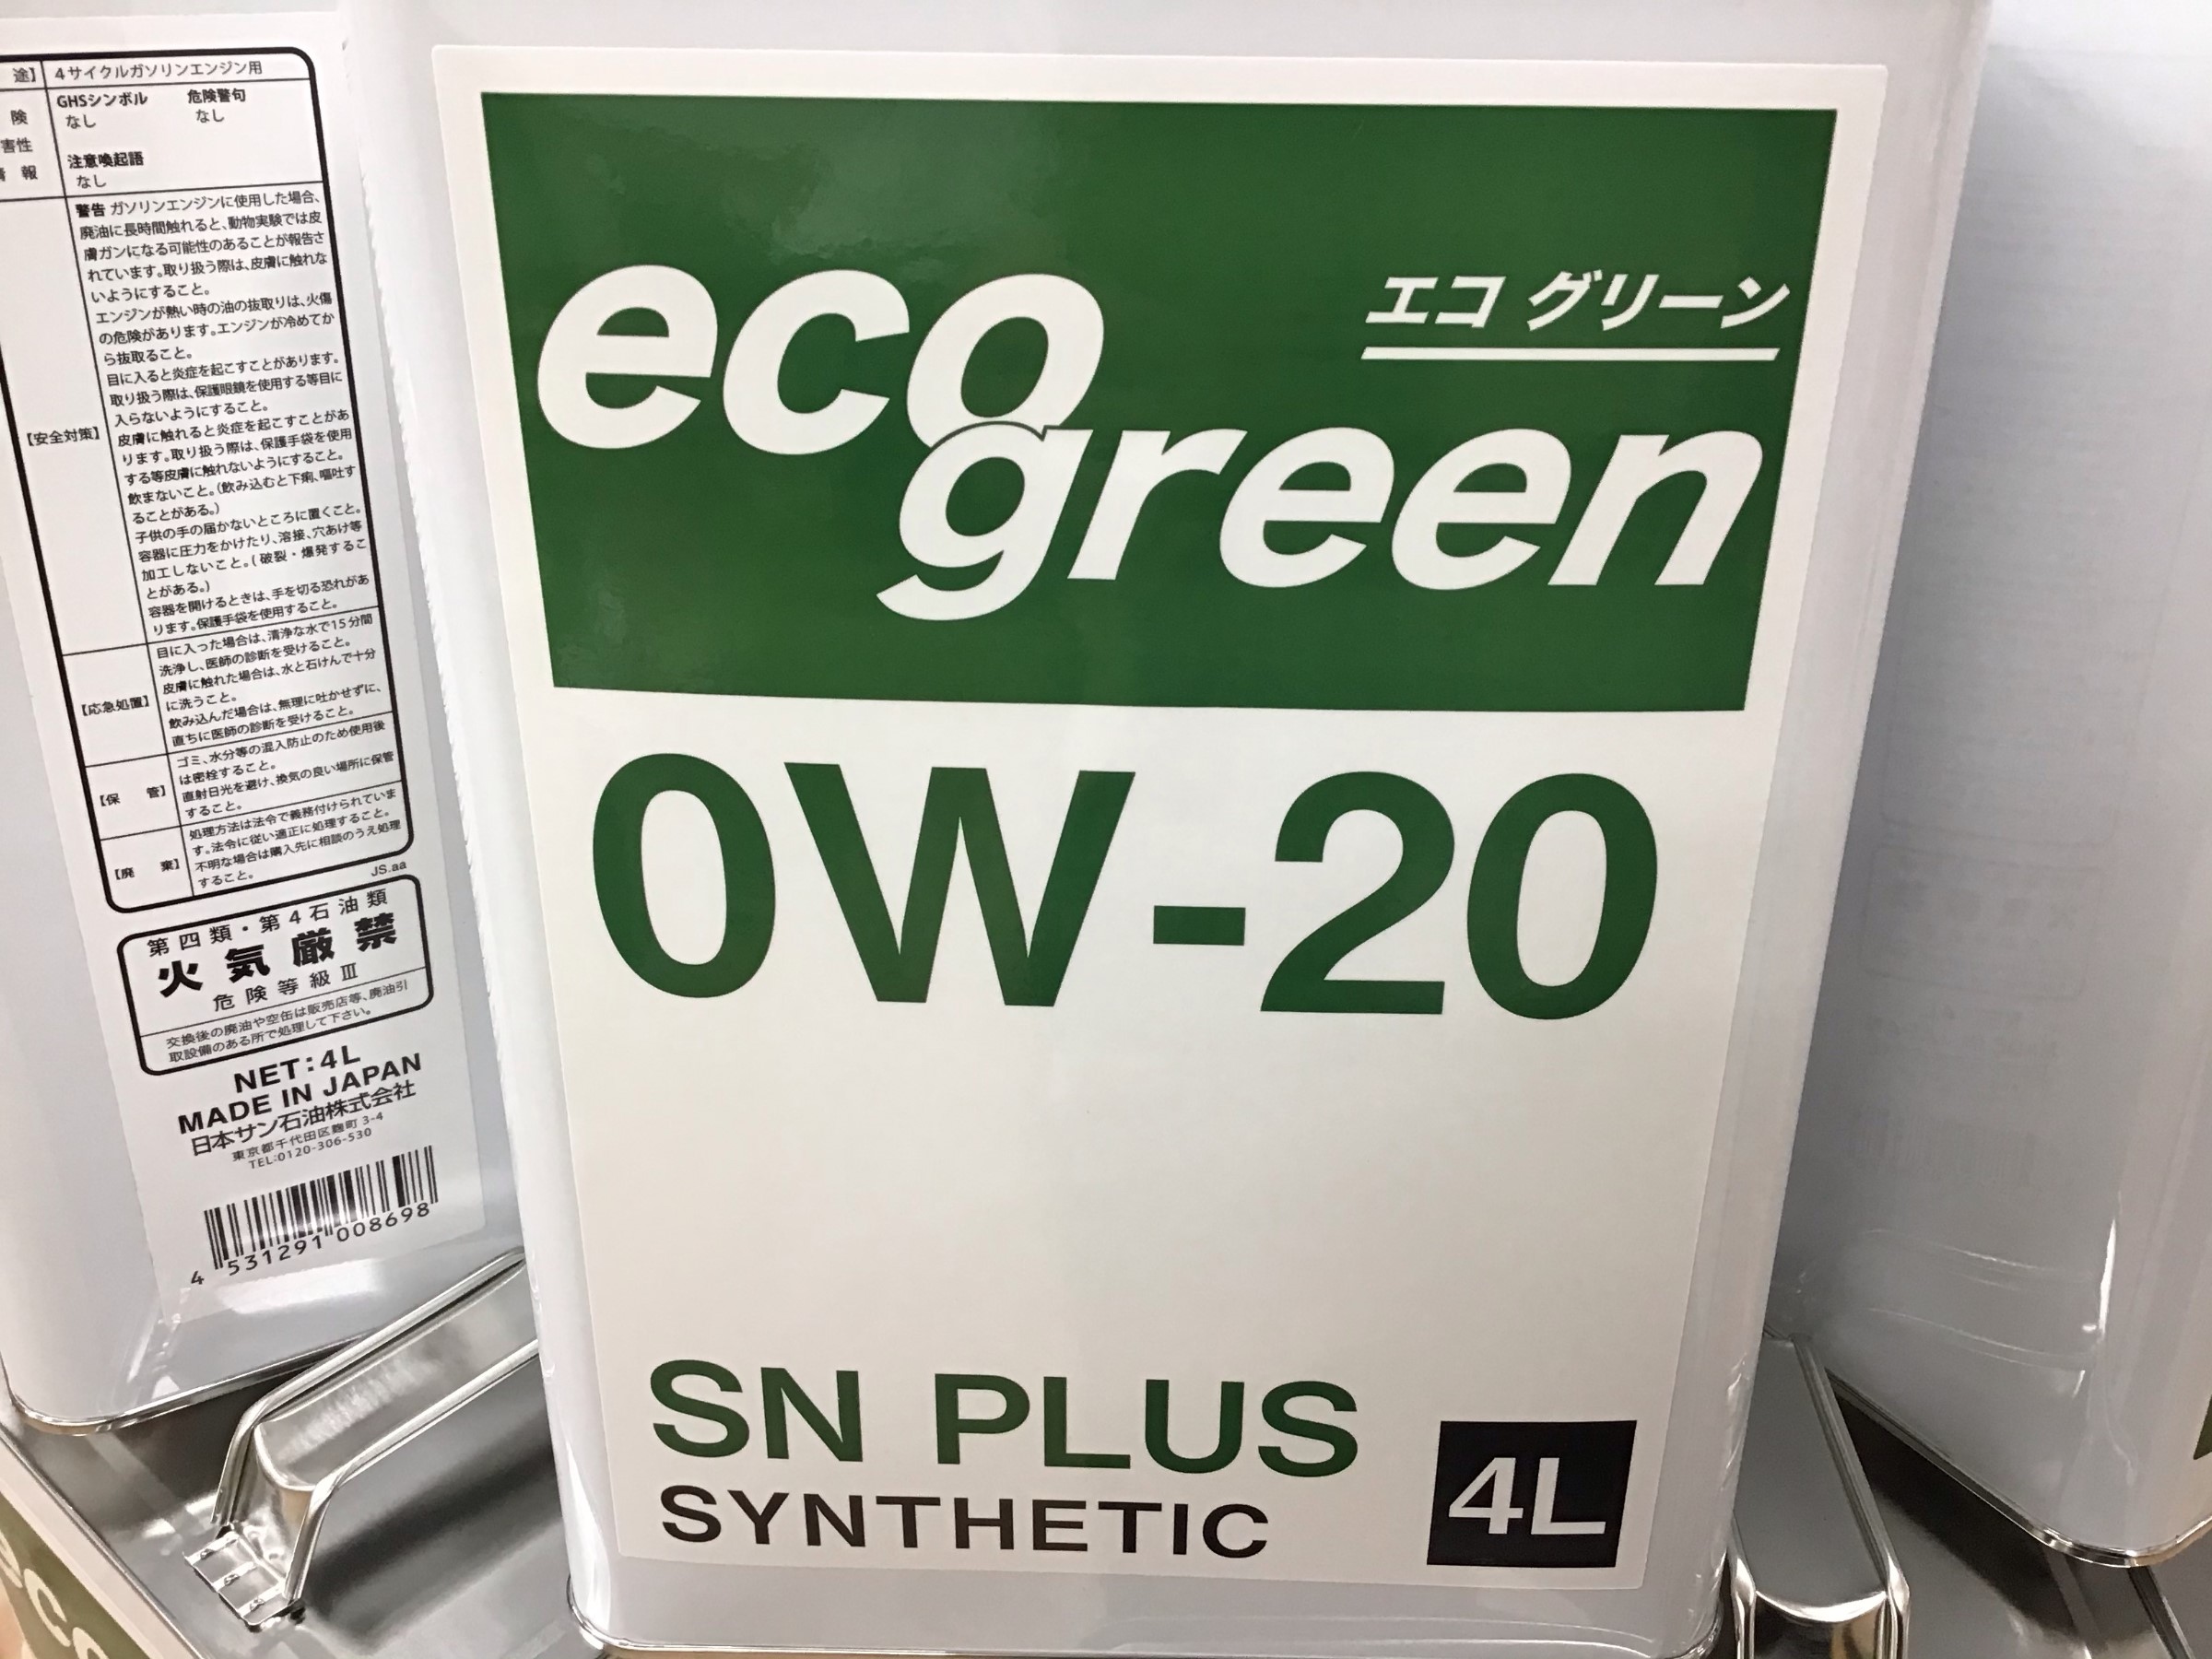 途】
4サイクルガソリンエンジン用
険
害性
報
GHSシンボル 危険警句
なし なし
注意喚起語
なし
【安全対策】
警告 ガソリンエンジンに使用した場合、
廃油に長時間触れると、動物実験では皮
膚ガンになる可能性のあることが報告さ
れています。取り扱う際は、皮膚に触れな
いようにすること。
エンジンが熱い時の油の抜取りは、火傷
の危険があります。エンジンが冷めてか
ら抜取ること。
目に入ると炎症を起こすことがあります。
取り扱う際は、保護眼鏡を使用する等目に
入らないようにすること。
皮膚に触れると炎症を起こすことがあ
ります。取り扱う際は、保護手袋を使用
する等皮膚に触れないようにすること。
飲まないこと。(飲み込むと下痢、嘔吐す
ることがある。)
子供の手の届かないところに置くこと。
容器に圧力をかけたり、溶接、穴あけ等
加工しないこと。(破裂・爆発するこ
とがある。)
容器を開けるときは、手を切る恐れがあ
ります。保護手袋を使用すること。
【応急処置】
目に入った場合は、清浄な水で15分間
洗浄し、医師の診断を受けること。
皮膚に触れた場合は、水と石けんで十分
に洗うこと。
飲み込んだ場合は、無理に吐かせずに、
直ちに医師の診断を受けること。
【保 管】
ゴミ、水分等の混入防止のため使用後
は密栓すること。
直射日光を避け、換気の良い場所に保管
すること。
【廃 棄】
処理方法は法令で義務付けられていま
す。法令に従い適正に処理すること。
不明な場合は購入先に相談のうえ処理
すること。
JS.aa
第四類・第4石油類
火気厳禁
危険等級Ⅲ
交換後の廃油や空缶は販売店等、廃油引
取設備のある所で処理して下さい。
NET:4L
MADE IN JAPAN
日本サン石油株式会社
東京都千代田区麹町3-4
TEL:0120-306-530
4 531291 008698
eco
エコ グリーン
green
0W-20
SN PLUS
SYNTHETIC
4L
eco